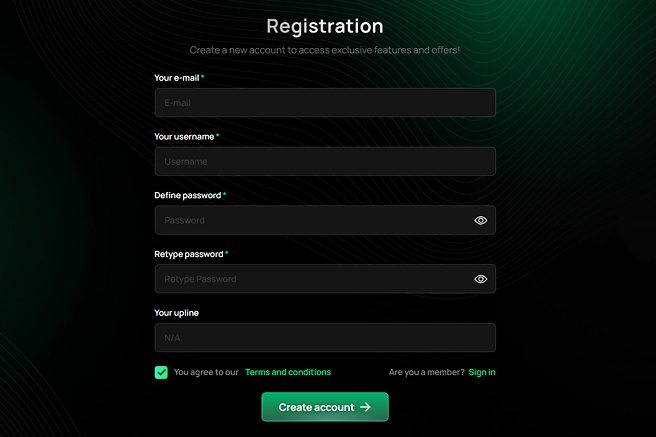 Registration
Create a new account to access exclusive features and offers!
Your e-mail *
E-mail
Your username *
Username
Define password *
Password
Retype password *
Retype Password
Your upline
N/A
You agree to our Terms and conditions Are you a member? Sign in
Create account →